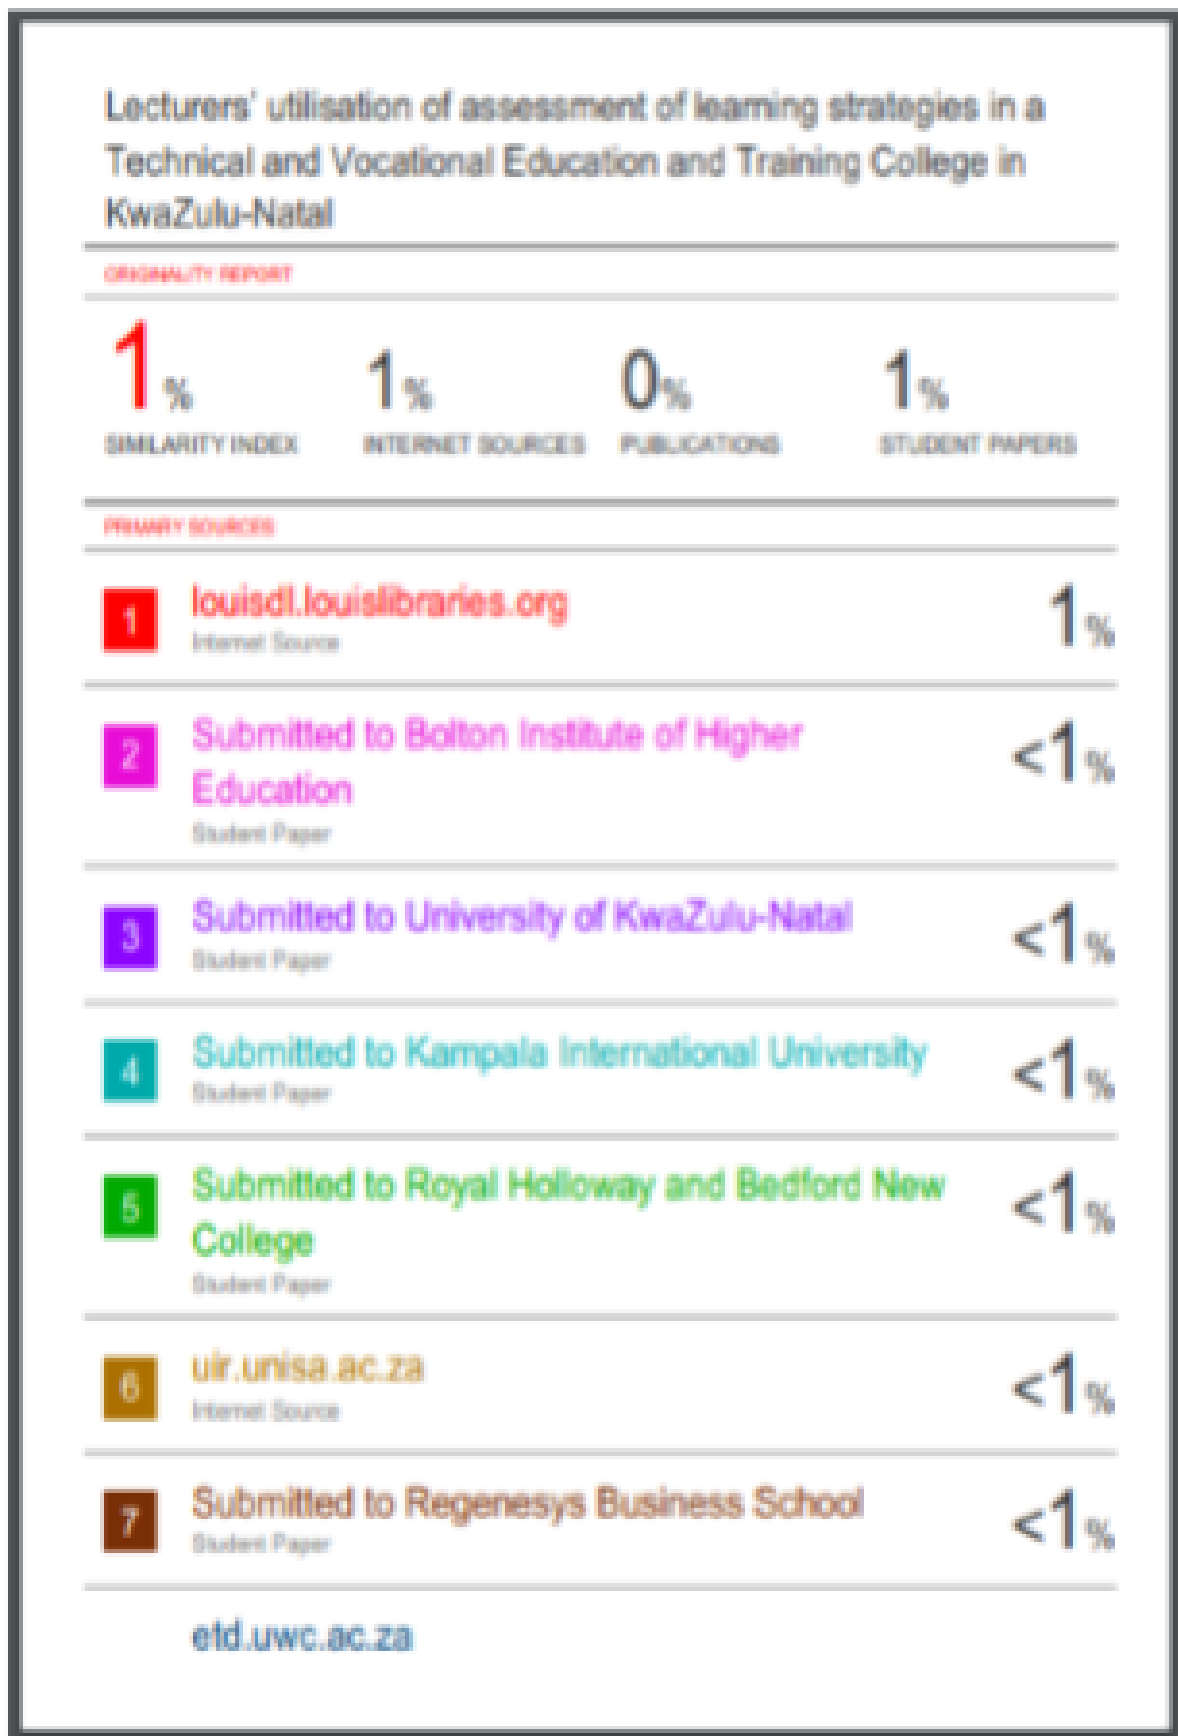 Lecturers' utilisation of assessment of learning strategies in a
Technical and Vocational Education and Training College in
KwaZulu-Natal
ORIGINALITY REPORT
1% 1% 0% 1%
SIMILARITY INDEX INTERNET SOURCES PUBLICATIONS STUDENT PAPERS
PRIMARY SOURCES
1 louisdl.louislibraries.org 1%
Internet Source
2 Submitted to Bolton Institute of Higher <1%
Education
Student Paper
3 Submitted to University of KwaZulu-Natal <1%
Student Paper
4 Submitted to Kampala International University <1%
Student Paper
5 Submitted to Royal Holloway and Bedford New <1%
College
Student Paper
6 uir.unisa.ac.za <1%
Internet Source
7 Submitted to Regenesys Business School <1%
Student Paper
etd.uwc.ac.za